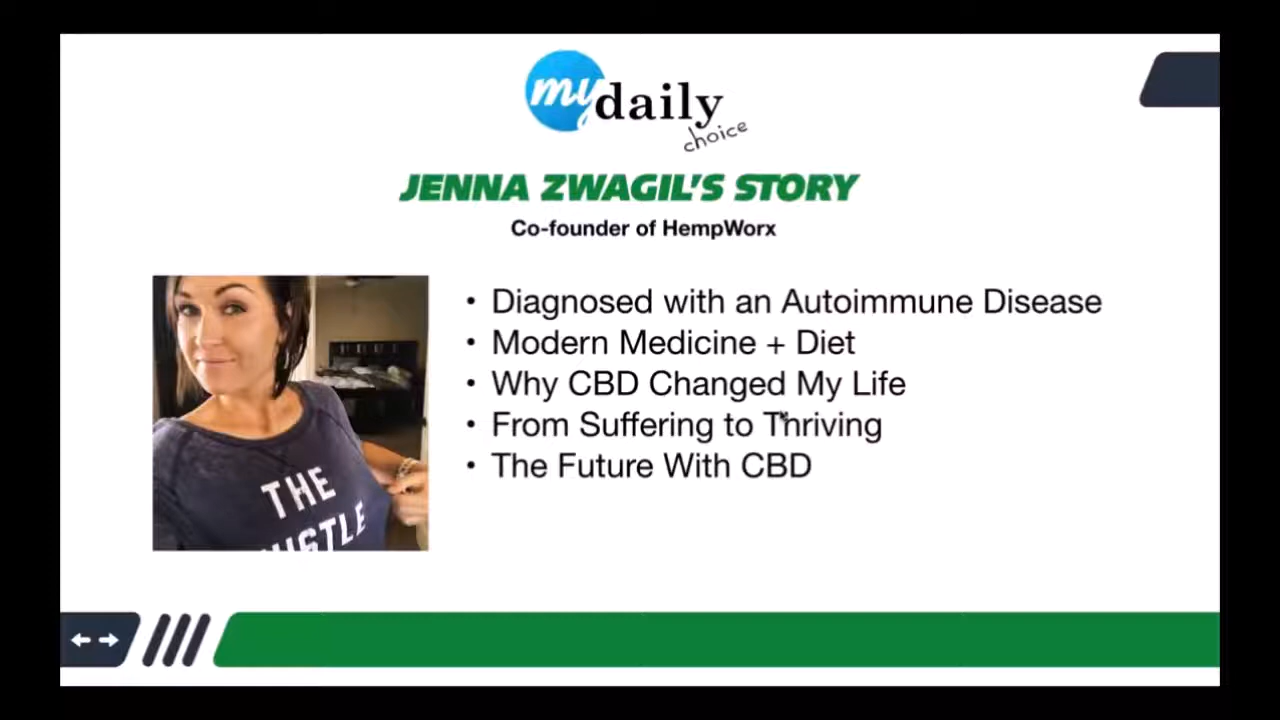 my daily
choice
JENNA ZWAGIL'S STORY
Co-founder of HempWorx
• Diagnosed with an Autoimmune Disease
• Modern Medicine + Diet
• Why CBD Changed My Life
• From Suffering to Thriving
• The Future With CBD
THE